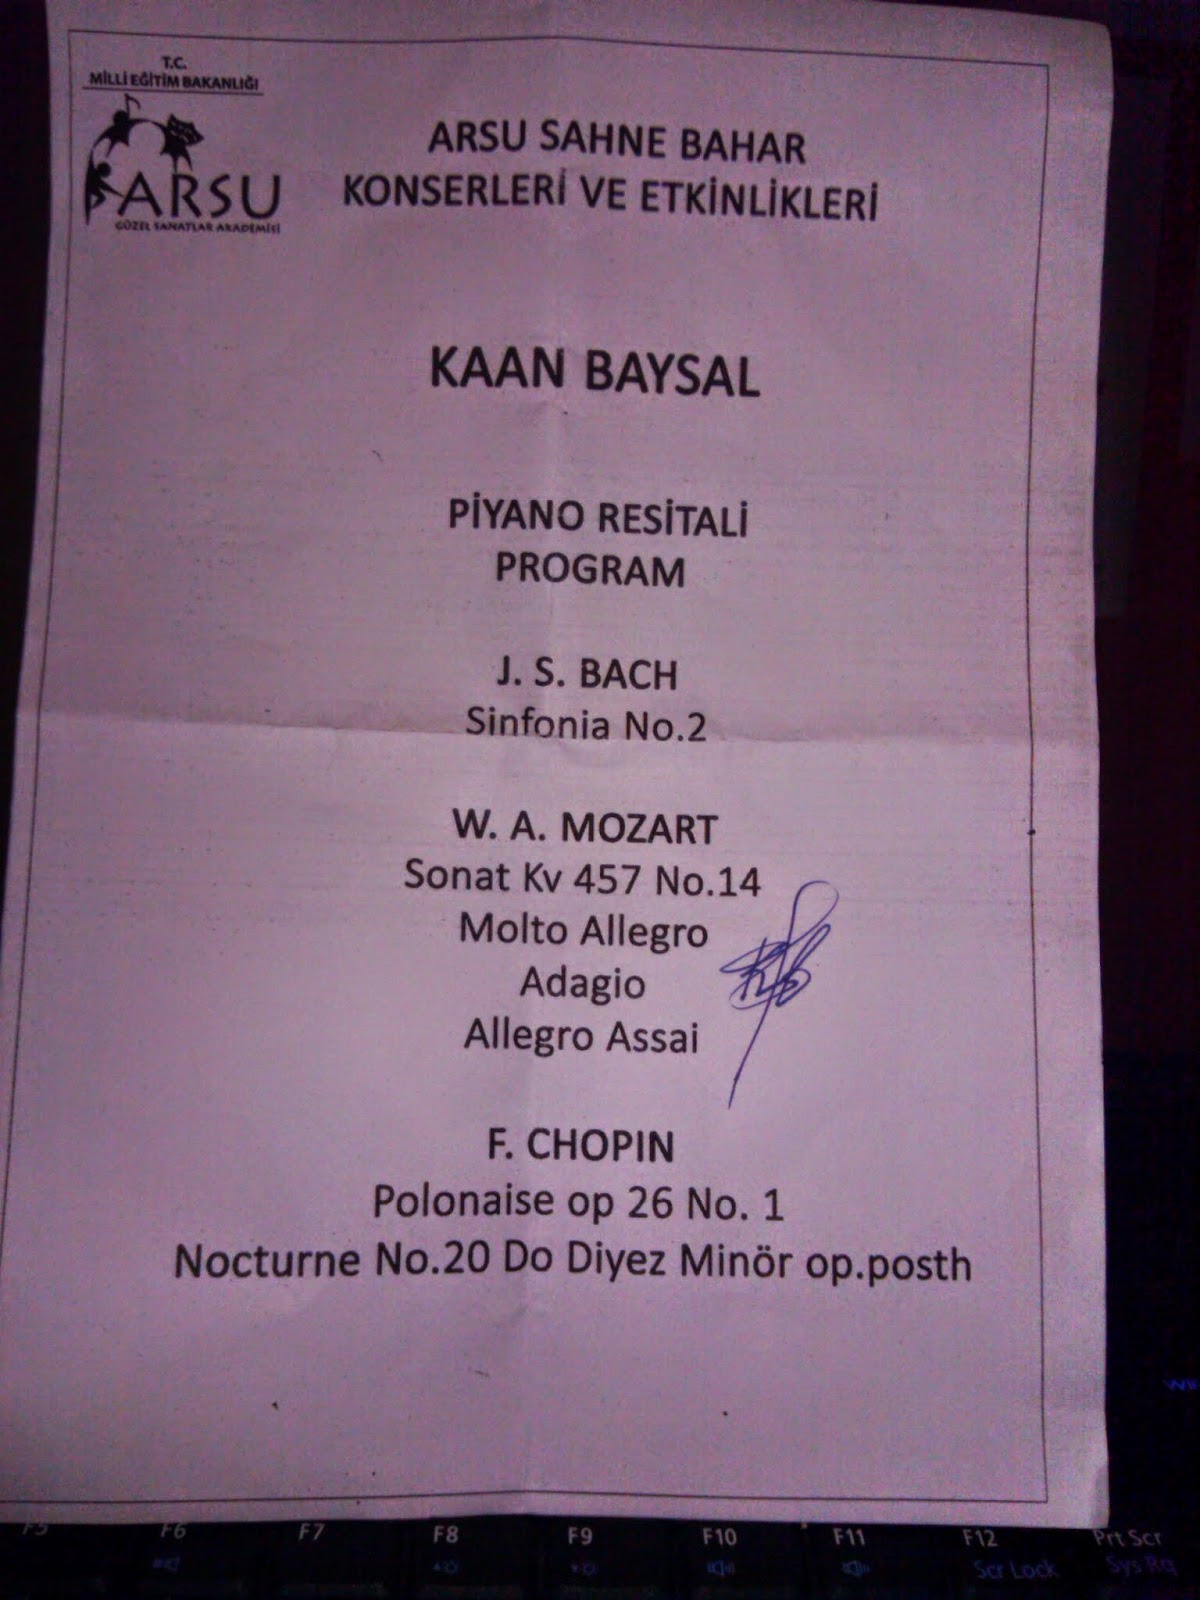 T.C.
MİLLİ EĞİTİM BAKANLIĞI
ARSU
GÜZEL SANATLAR AKADEMİSİ
ARSU SAHNE BAHAR
KONSERLERİ VE ETKİNLİKLERİ
KAAN BAYSAL
PİYANO RESİTALİ
PROGRAM
J. S. BACH
Sinfonia No.2
W. A. MOZART
Sonat Kv 457 No.14
Molto Allegro
Adagio
Allegro Assai
F. CHOPIN
Polonaise op 26 No. 1
Nocturne No.20 Do Diyez Minör op.posth
F5 F6 F7 F8 F9 F10 F11 F12 Prt Scr
Scr Lock Sys Rq